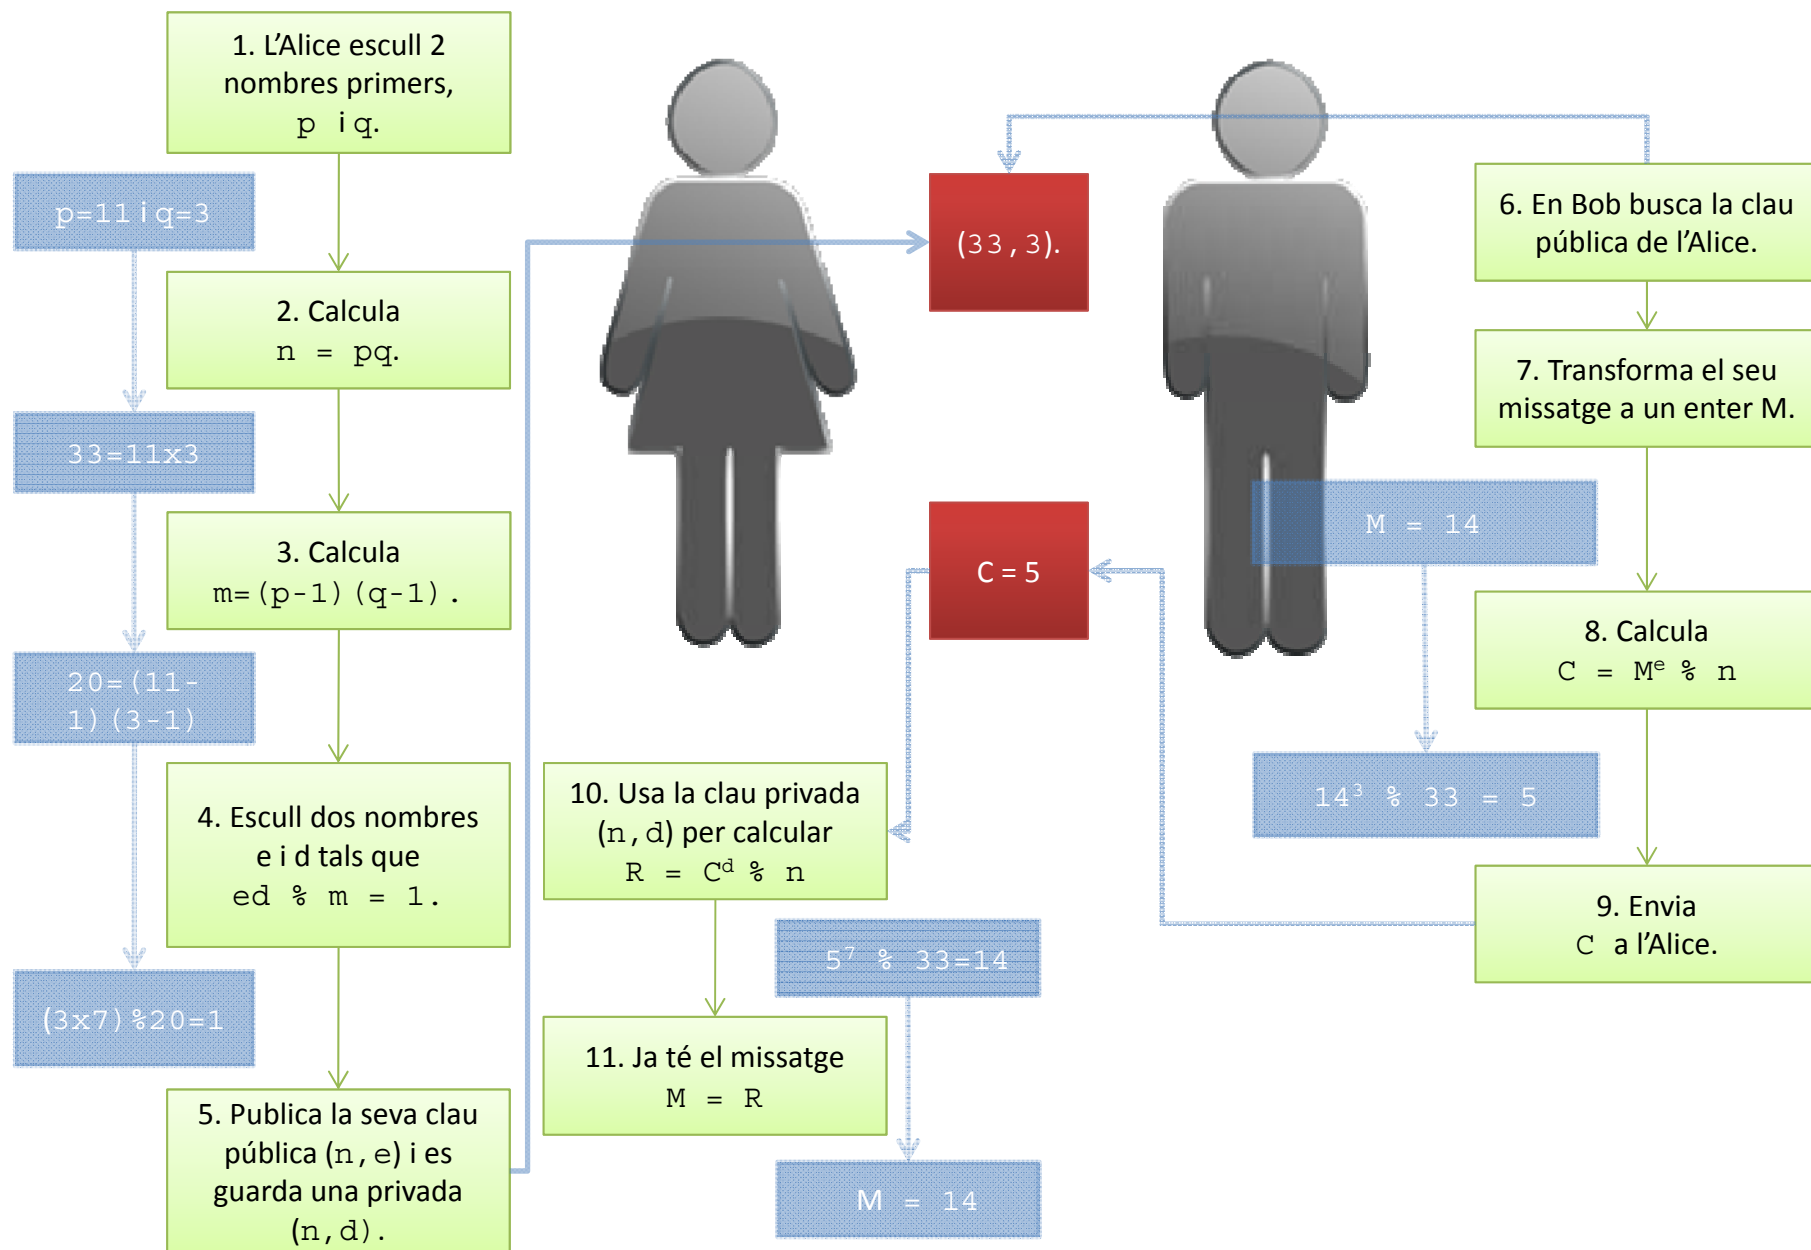 1. L'Alice escull 2
nombres primers,
p i q.
p=11 i q=3
2. Calcula
n = pq.
33=11x3
3. Calcula
m=(p-1)(q-1).
20=(11-
1)(3-1)
4. Escull dos nombres
e i d tals que
ed % m = 1.
(3x7)%20=1
5. Publica la seva clau
pública (n,e) i es
guarda una privada
(n,d).
(33,3).
6. En Bob busca la clau
pública de l'Alice.
7. Transforma el seu
missatge a un enter M.
M = 14
8. Calcula
C = Mᵉ % n
14³ % 33 = 5
9. Envia
C a l'Alice.
C = 5
10. Usa la clau privada
(n,d) per calcular
R = Cᵈ % n
5⁷ % 33=14
11. Ja té el missatge
M = R
M = 14